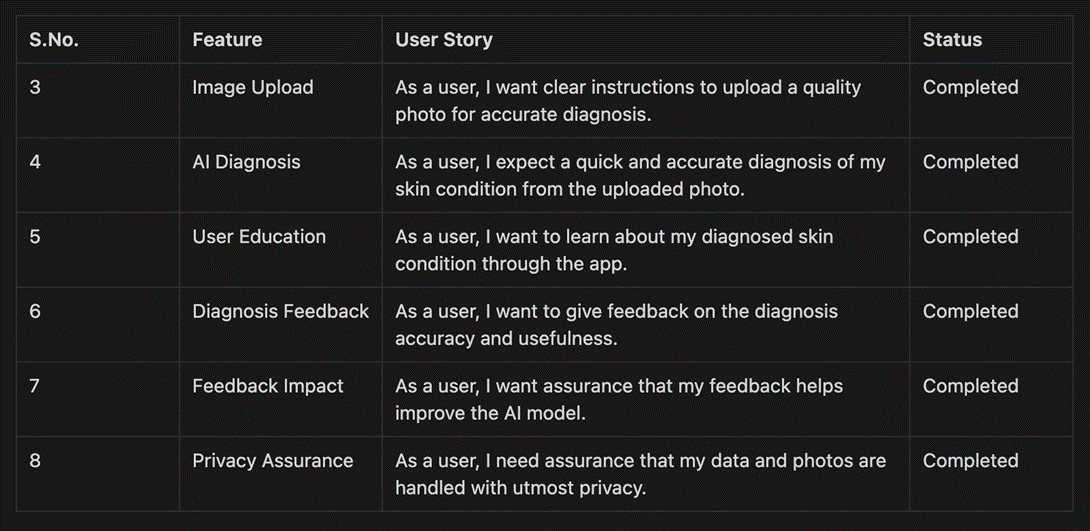 S.No. Feature User Story Status
3 Image Upload As a user, I want clear instructions to upload a quality Completed
photo for accurate diagnosis.
4 AI Diagnosis As a user, I expect a quick and accurate diagnosis of my Completed
skin condition from the uploaded photo.
5 User Education As a user, I want to learn about my diagnosed skin Completed
condition through the app.
6 Diagnosis Feedback As a user, I want to give feedback on the diagnosis Completed
accuracy and usefulness.
7 Feedback Impact As a user, I want assurance that my feedback helps Completed
improve the AI model.
8 Privacy Assurance As a user, I need assurance that my data and photos are Completed
handled with utmost privacy.